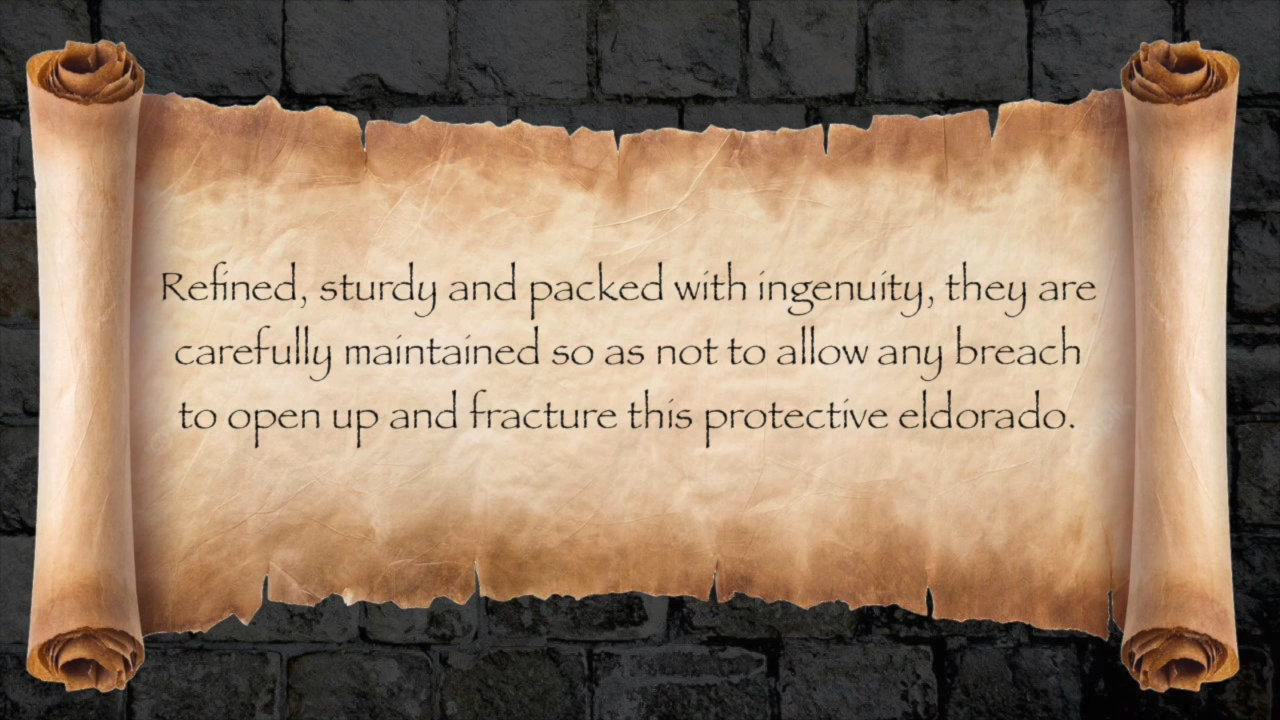 Refined, sturdy and packed with ingenuity, they are
carefully maintained so as not to allow any breach
to open up and fracture this protective eldorado.